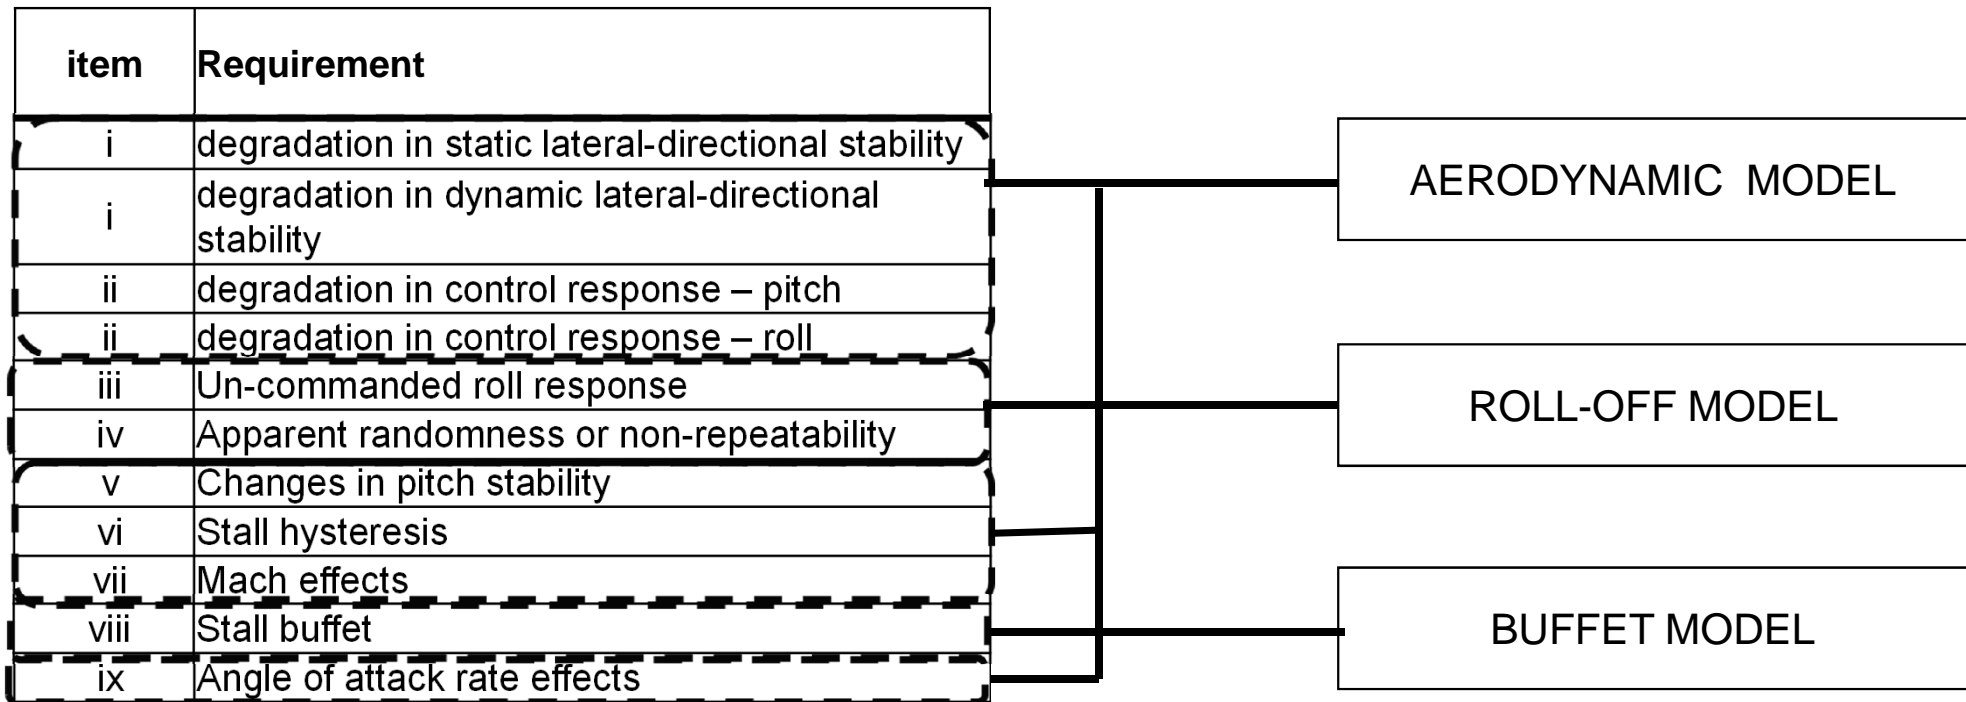 item Requirement
i degradation in static lateral-directional stability
i degradation in dynamic lateral-directional
stability
ii degradation in control response – pitch
ii degradation in control response – roll
iii Un-commanded roll response
iv Apparent randomness or non-repeatability
v Changes in pitch stability
vi Stall hysteresis
vii Mach effects
viii Stall buffet
ix Angle of attack rate effects
AERODYNAMIC MODEL
ROLL-OFF MODEL
BUFFET MODEL